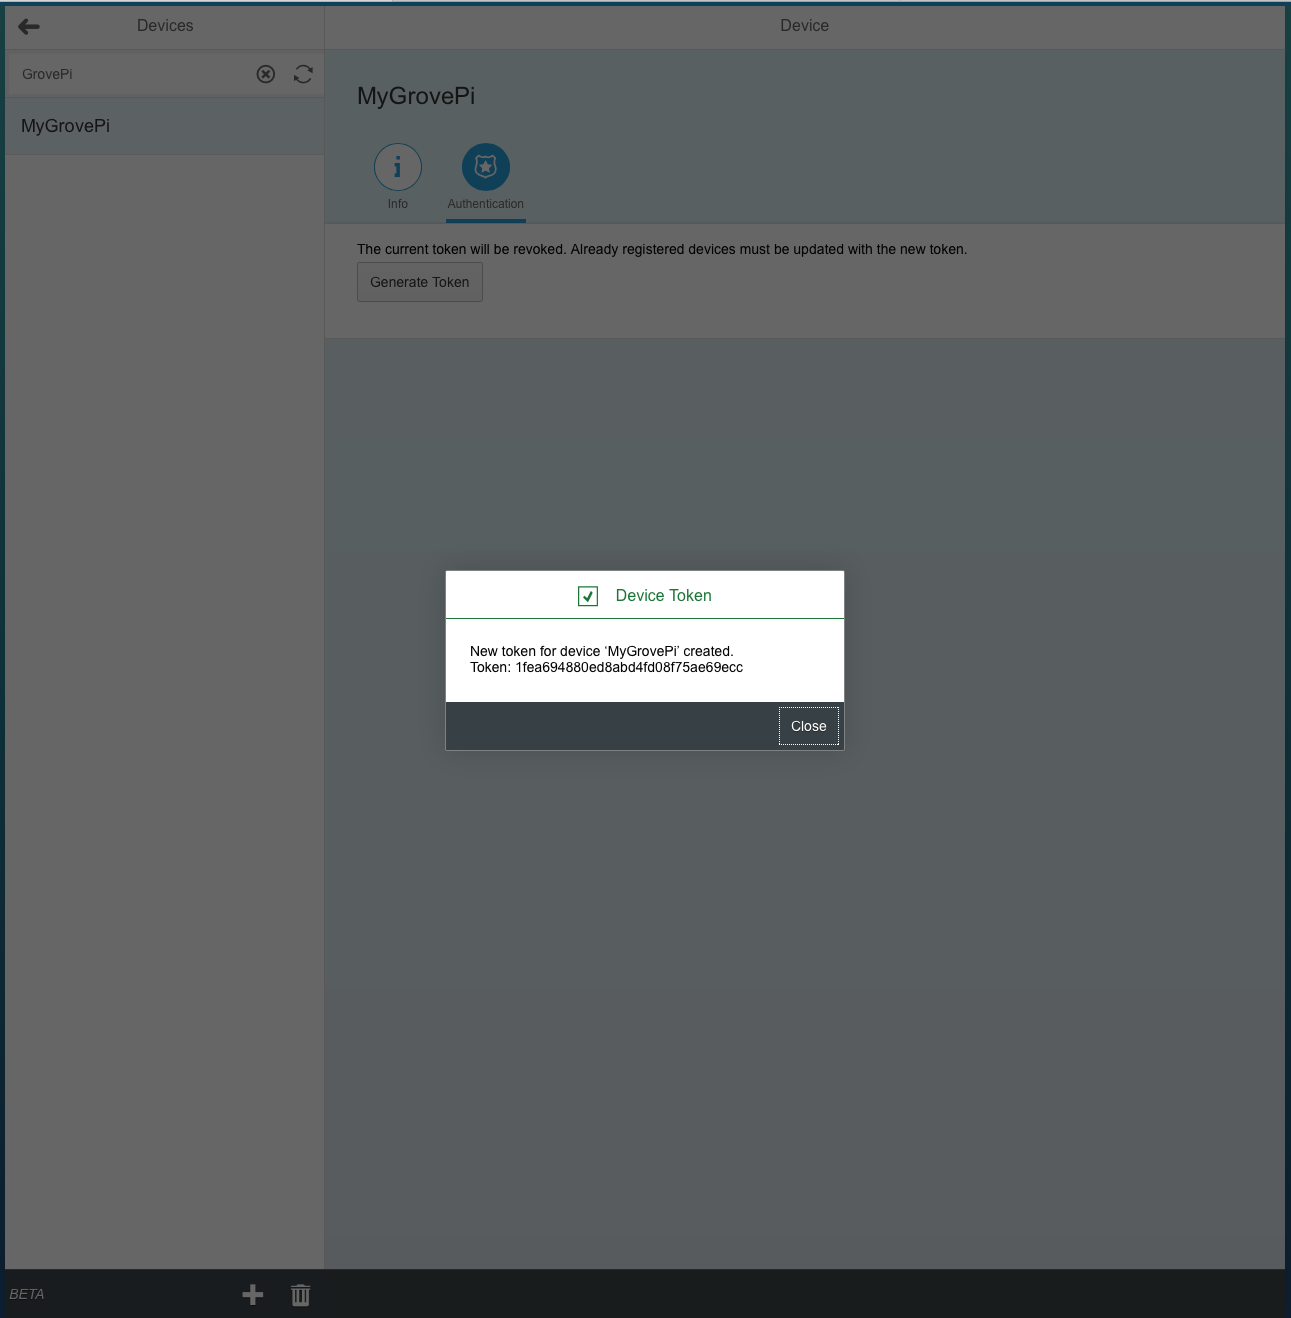 Devices
Device
GrovePi
MyGrovePi
MyGrovePi
Info
Authentication
The current token will be revoked. Already registered devices must be updated with the new token.
Generate Token
Device Token
New token for device ‘MyGrovePi’ created.
Token: 1fea694880ed8abd4fd08f75ae69ecc
Close
BETA